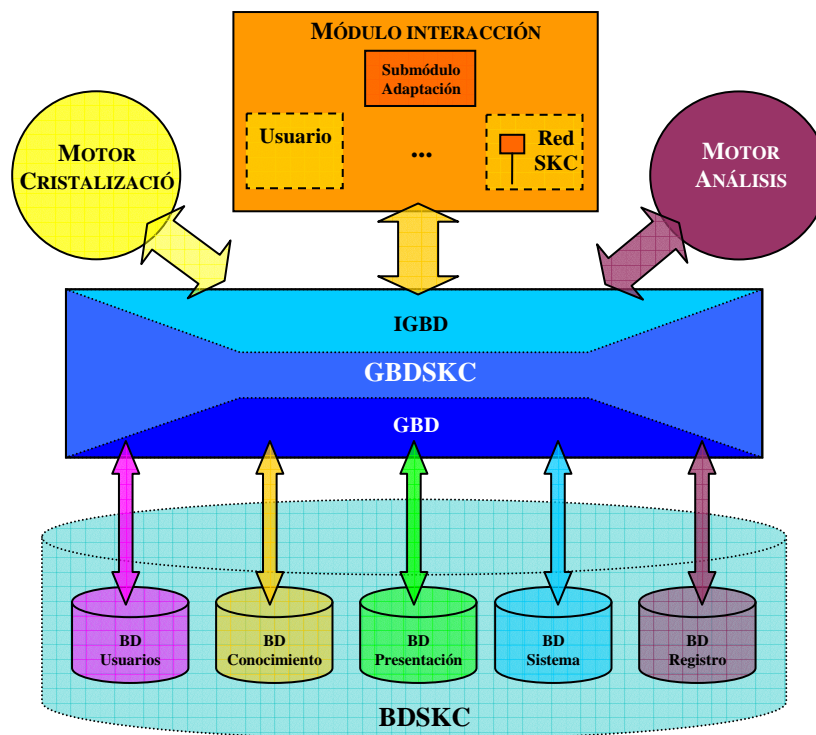 MÓDULO INTERACCIÓN
Submódulo
Adaptación
Usuario
...
Red
SKC
MOTOR
CRISTALIZACIÓ
MOTOR
ANÁLISIS
IGBD
GBDSKC
GBD
BD
Usuarios
BD
Conocimiento
BD
Presentación
BD
Sistema
BD
Registro
BDSKC